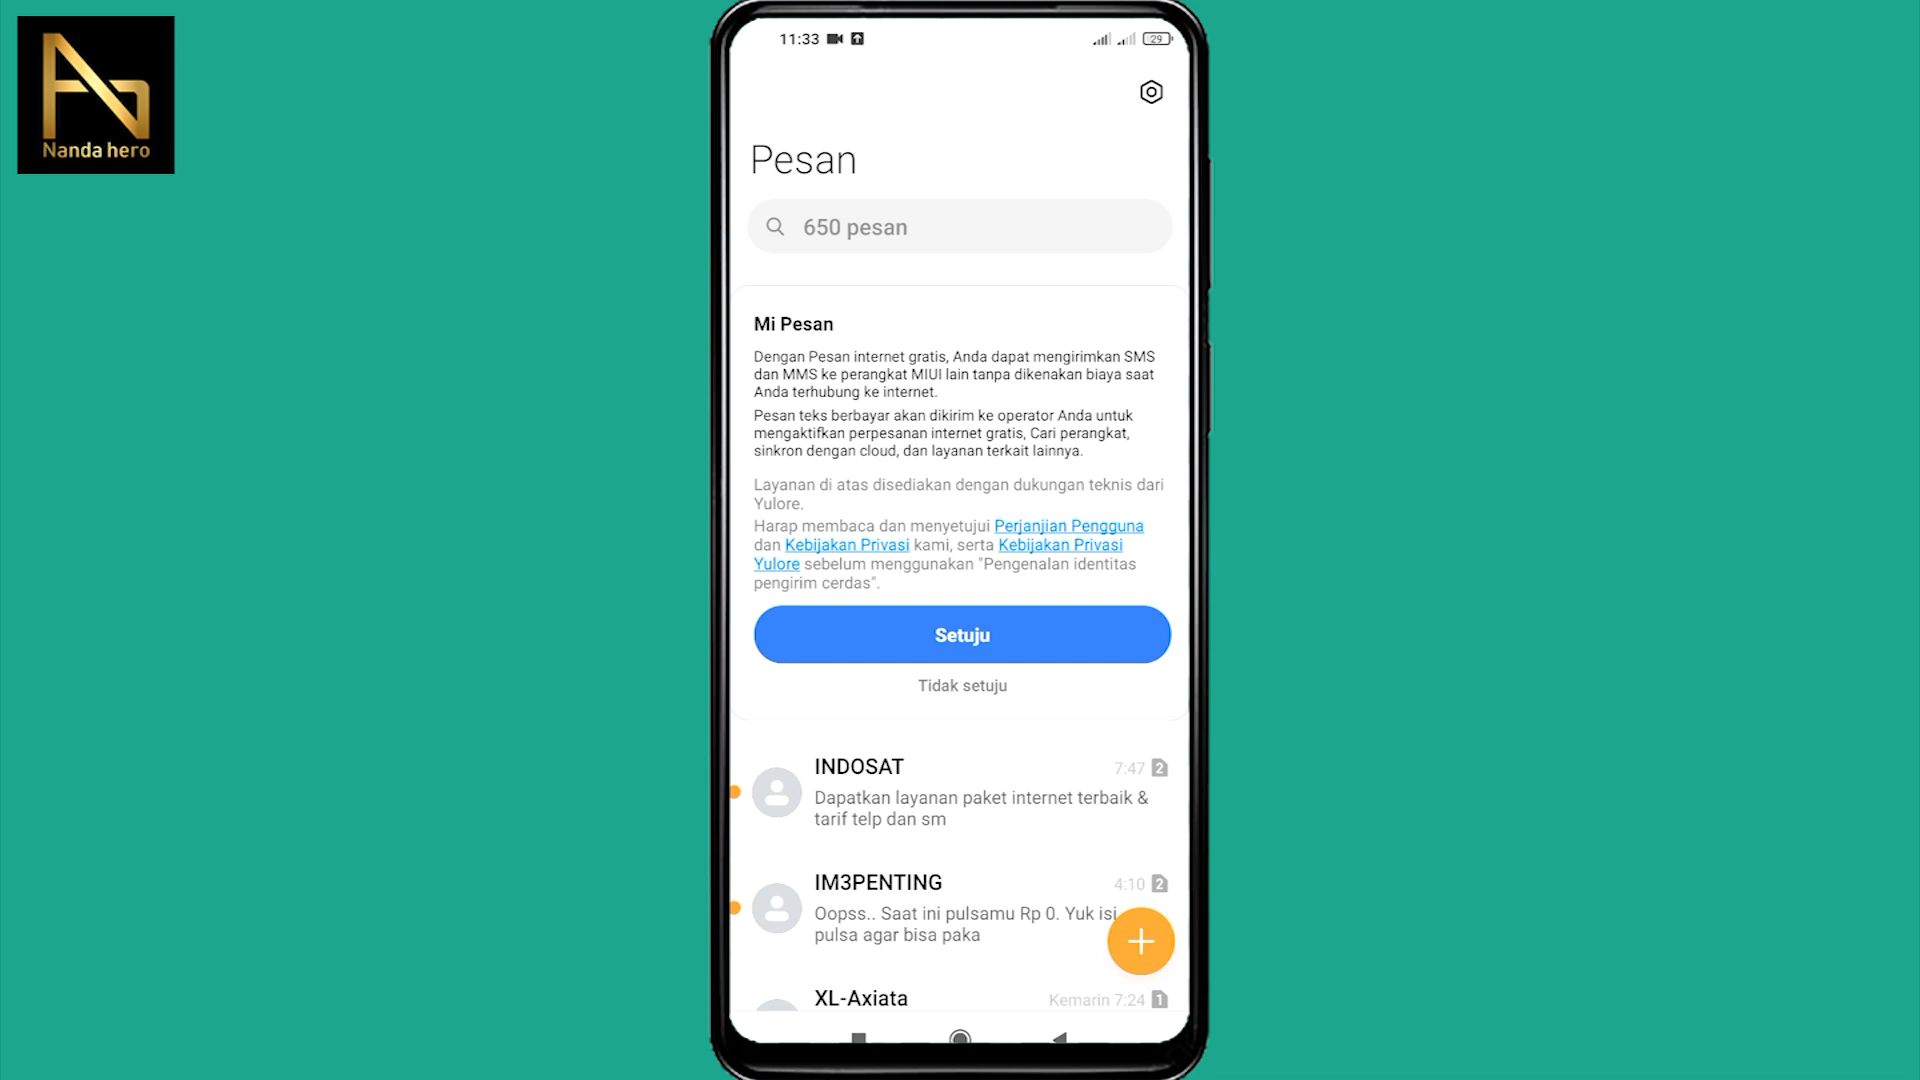 Nanda hero
11:33
29
Pesan
650 pesan
Mi Pesan
Dengan Pesan internet gratis, Anda dapat mengirimkan SMS
dan MMS ke perangkat MIUI lain tanpa dikenakan biaya saat
Anda terhubung ke internet.
Pesan teks berbayar akan dikirim ke operator Anda untuk
mengaktifkan perpesanan internet gratis, Cari perangkat,
sinkron dengan cloud, dan layanan terkait lainnya.
Layanan di atas disediakan dengan dukungan teknis dari
Yulore.
Harap membaca dan menyetujui Perjanjian Pengguna
dan Kebijakan Privasi kami, serta Kebijakan Privasi
Yulore sebelum menggunakan "Pengenalan identitas
pengirim cerdas".
Setuju
Tidak setuju
INDOSAT 7:47 2
Dapatkan layanan paket internet terbaik &
tarif telp dan sm
IM3PENTING 4:10 2
Oopss.. Saat ini pulsamu Rp 0. Yuk isi
pulsa agar bisa paka
XL-Axiata Kemarin 7:24 1